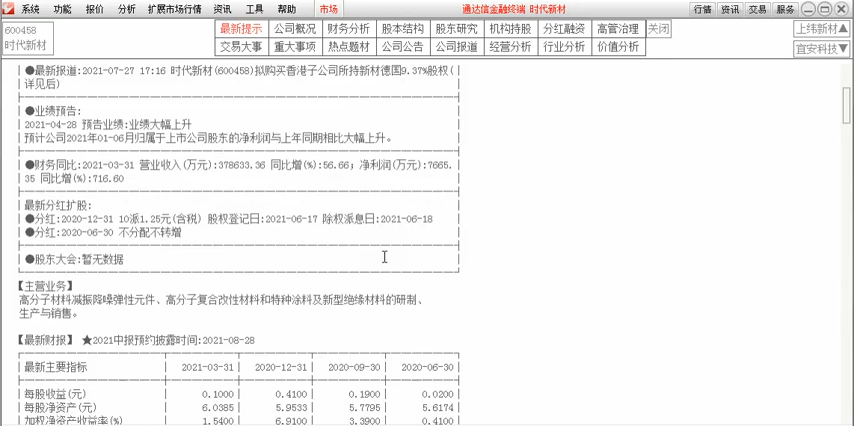 系统 功能 报价 分析 扩展市场行情 资讯 工具 帮助 市场 通达信金融终端 时代新材 行情 资讯 交易 服务
600458
时代新材
最新提示 公司概况 财务分析 股本结构 股东研究 机构持股 分红融资 高管治理 关闭
交易大事 重大事项 热点题材 公司公告 公司报道 经营分析 行业分析 价值分析
上纬新材▲
宜安科技▼
●最新报道:2021-07-27 17:16 时代新材(600458)拟购买香港子公司所持新材德国9.37%股权(
详见后)
●业绩预告:
2021-04-28 预告业绩:业绩大幅上升
预计公司2021年01-06月归属于上市公司股东的净利润与上年同期相比大幅上升。
●财务同比:2021-03-31 营业收入(万元):378633.36 同比增(%):56.66; 净利润(万元):7665.
35 同比增(%):716.60
最新分红扩股:
●分红:2020-12-31 10派1.25元(含税) 股权登记日:2021-06-17 除权派息日:2021-06-18
●分红:2020-06-30 不分配不转增
●股东大会:暂无数据
【主营业务】
高分子材料减振降噪弹性元件、高分子复合改性材料和特种涂料及新型绝缘材料的研制、
生产与销售。
【最新财报】 ★2021中报预约披露时间:2021-08-28
最新主要指标 2021-03-31 2020-12-31 2020-09-30 2020-06-30
每股收益(元) 0.1000 0.4100 0.1900 0.0200
每股净资产(元) 6.0385 5.9533 5.7795 5.6174
加权净资产收益率(%) 1.5400 6.9100 3.3900 0.4100